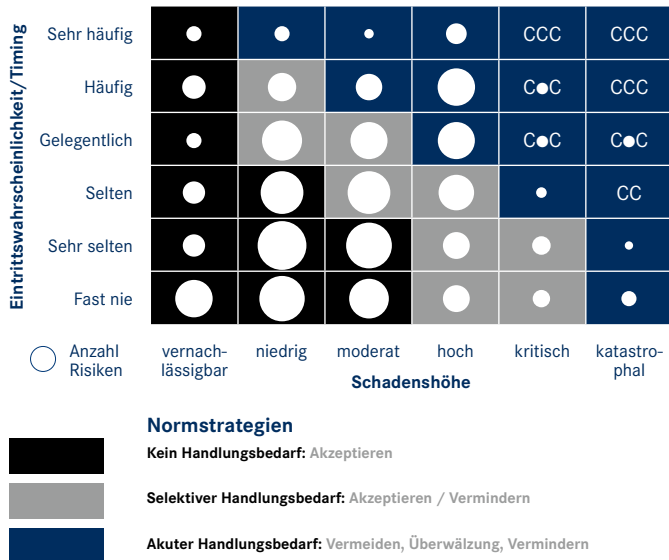 Eintrittswahrscheinlichkeit/Timing
Sehr häufig CCC CCC
Häufig C●C CCC
Gelegentlich C●C C●C
Selten CC
Sehr selten
Fast nie
Anzahl Risiken
vernach-
lässigbar
niedrig
moderat
hoch
kritisch
katastro-
phal
Schadenshöhe
Normstrategien
Kein Handlungsbedarf: Akzeptieren
Selektiver Handlungsbedarf: Akzeptieren / Vermindern
Akuter Handlungsbedarf: Vermeiden, Überwälzung, Vermindern